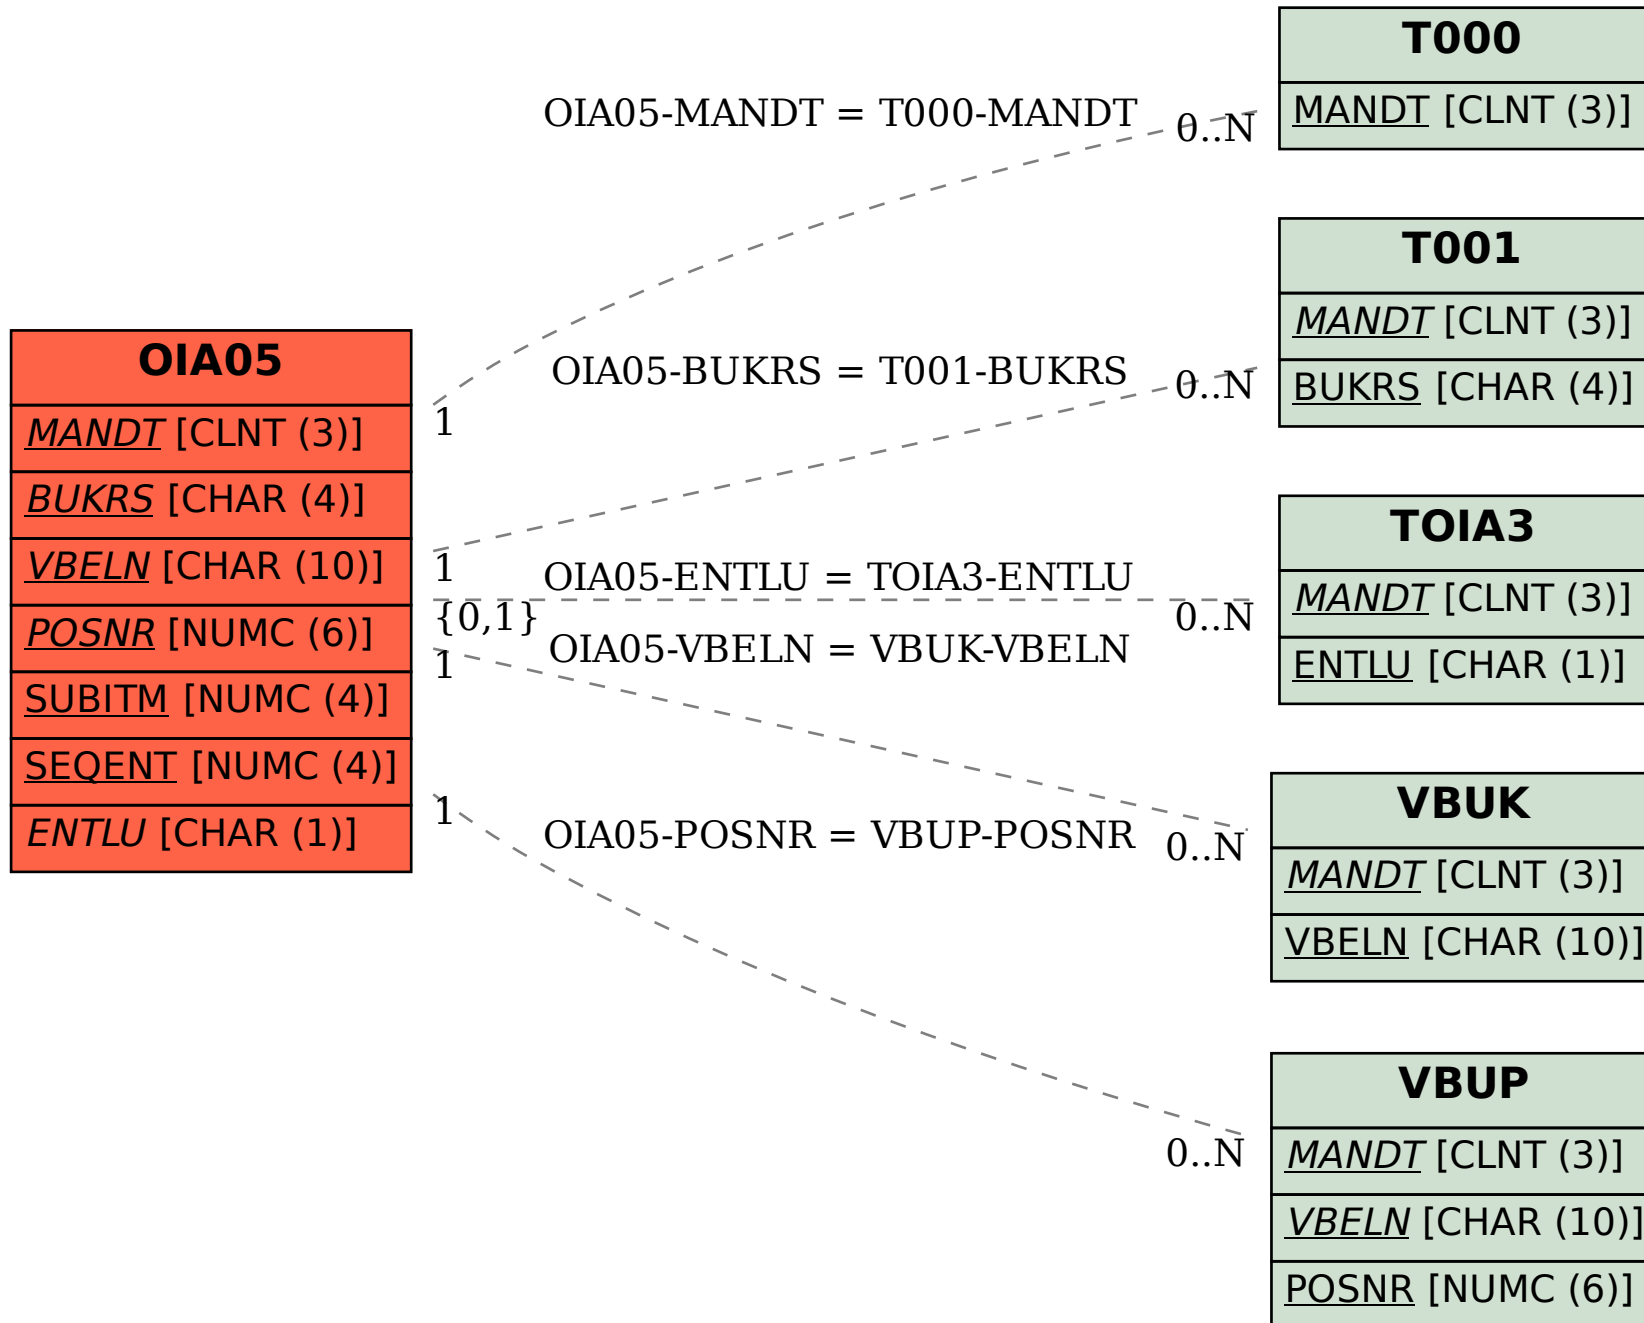 OIA05
MANDT [CLNT (3)]
BUKRS [CHAR (4)]
VBELN [CHAR (10)]
POSNR [NUMC (6)]
SUBITM [NUMC (4)]
SEQENT [NUMC (4)]
ENTLU [CHAR (1)]
OIA05-MANDT = T000-MANDT
0..N
1
OIA05-BUKRS = T001-BUKRS
0..N
1
OIA05-ENTLU = TOIA3-ENTLU
{0,1}
0..N
OIA05-VBELN = VBUK-VBELN
1
0..N
OIA05-POSNR = VBUP-POSNR
1
0..N
T000
MANDT [CLNT (3)]
T001
MANDT [CLNT (3)]
BUKRS [CHAR (4)]
TOIA3
MANDT [CLNT (3)]
ENTLU [CHAR (1)]
VBUK
MANDT [CLNT (3)]
VBELN [CHAR (10)]
VBUP
MANDT [CLNT (3)]
VBELN [CHAR (10)]
POSNR [NUMC (6)]